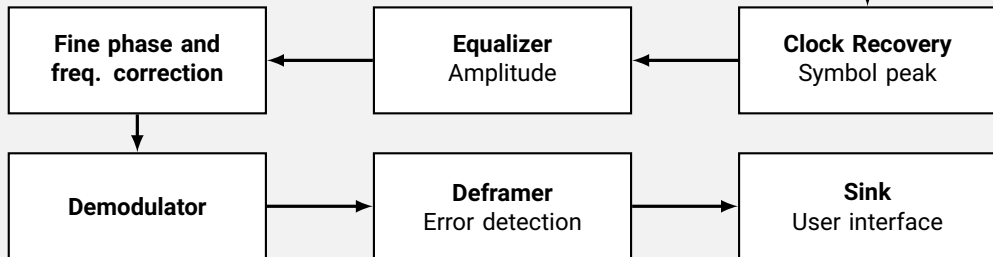 Fine phase and
freq. correction
Equalizer
Amplitude
Clock Recovery
Symbol peak
Demodulator
Deframer
Error detection
Sink
User interface